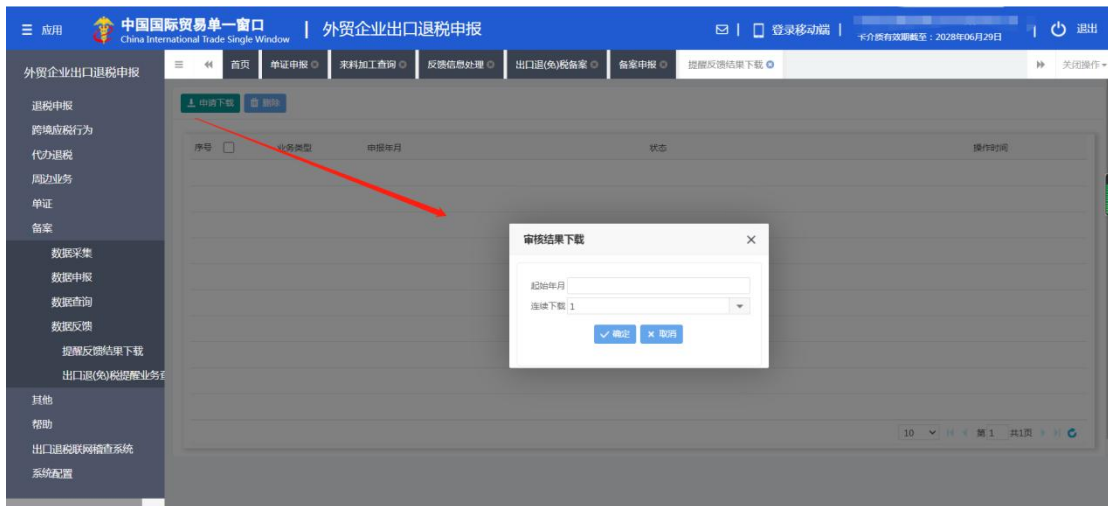 应用
中国国际贸易单一窗口
China International Trade Single Window
外贸企业出口退税申报
登录移动端
卡介质有效期截至：2028年06月29日
退出
外贸企业出口退税申报
首页 单证申报 来料加工查询 反馈信息处理 出口退(免)税备案 备案申报 提醒反馈结果下载
关闭操作
退税申报
跨境应税行为
代办退税
周边业务
单证
备案
数据采集
数据申报
数据查询
数据反馈
提醒反馈结果下载
出口退(免)税提醒业务
其他
帮助
出口退税联网稽查系统
系统配置
申请下载 删除
序号 业务类型 申报年月 状态 操作时间
审核结果下载
起始年月
连续下载 1
确定 取消
10 第 1 共1页